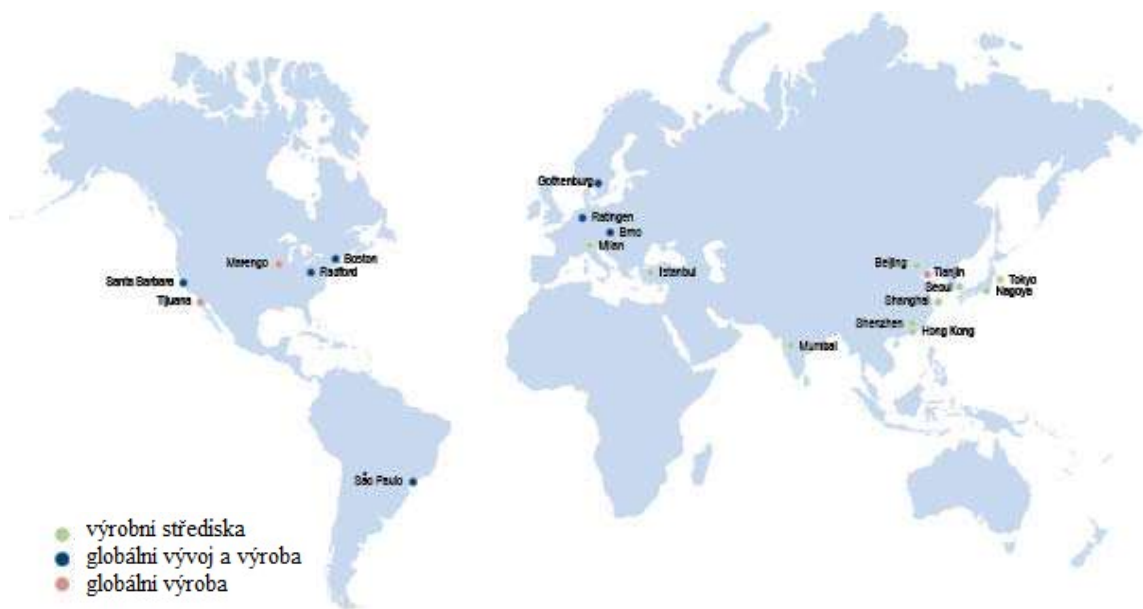 Gothenburg
Ratingen
Brno
Milan
Istanbul
Marengo
Boston
Radford
Santa Barbara
Tijuana
Beijing
Tianjin
Seoul
Tokyo
Nagoya
Shanghai
Shenzhen
Hong Kong
Mumbai
São Paulo
výrobní střediska
globální vývoj a výroba
globální výroba